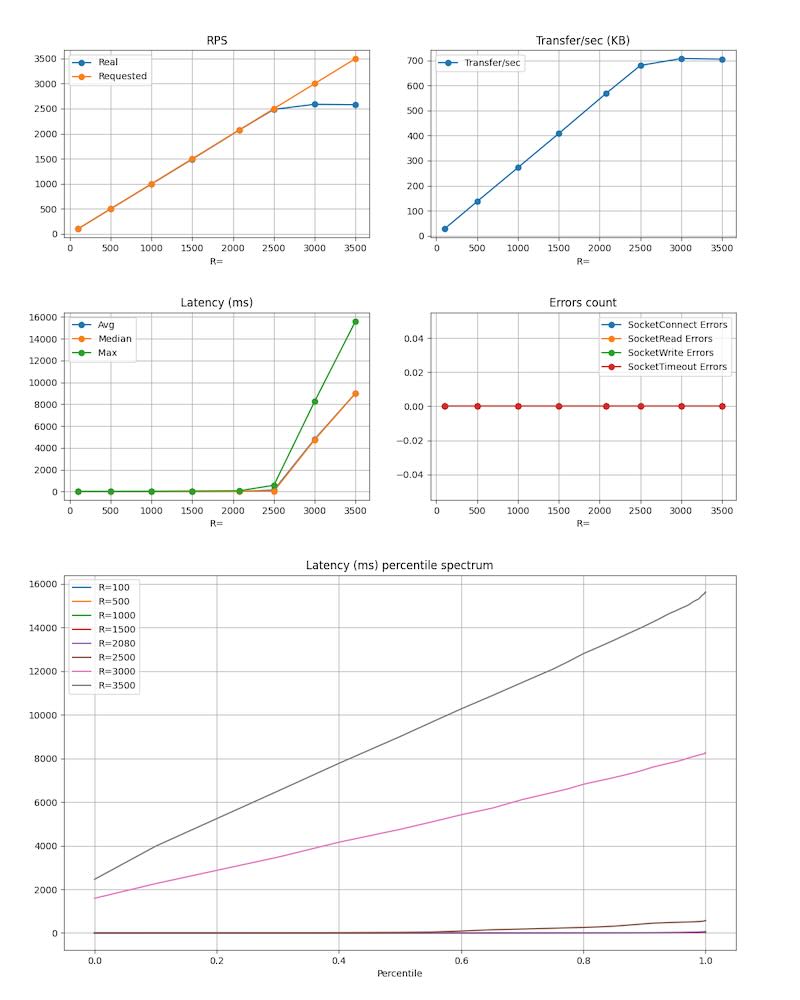 RPS
Real
Requested
3500
3000
2500
2000
1500
1000
500
0
0 500 1000 1500 2000 2500 3000 3500
R=
Transfer/sec (KB)
Transfer/sec
700
600
500
400
300
200
100
0
0 500 1000 1500 2000 2500 3000 3500
R=
Latency (ms)
Avg
Median
Max
16000
14000
12000
10000
8000
6000
4000
2000
0
0 500 1000 1500 2000 2500 3000 3500
R=
Errors count
SocketConnect Errors
SocketRead Errors
SocketWrite Errors
SocketTimeout Errors
0.04
0.02
0.00
−0.02
−0.04
0 500 1000 1500 2000 2500 3000 3500
R=
Latency (ms) percentile spectrum
R=100
R=500
R=1000
R=1500
R=2080
R=2500
R=3000
R=3500
16000
14000
12000
10000
8000
6000
4000
2000
0
0.0 0.2 0.4 0.6 0.8 1.0
Percentile